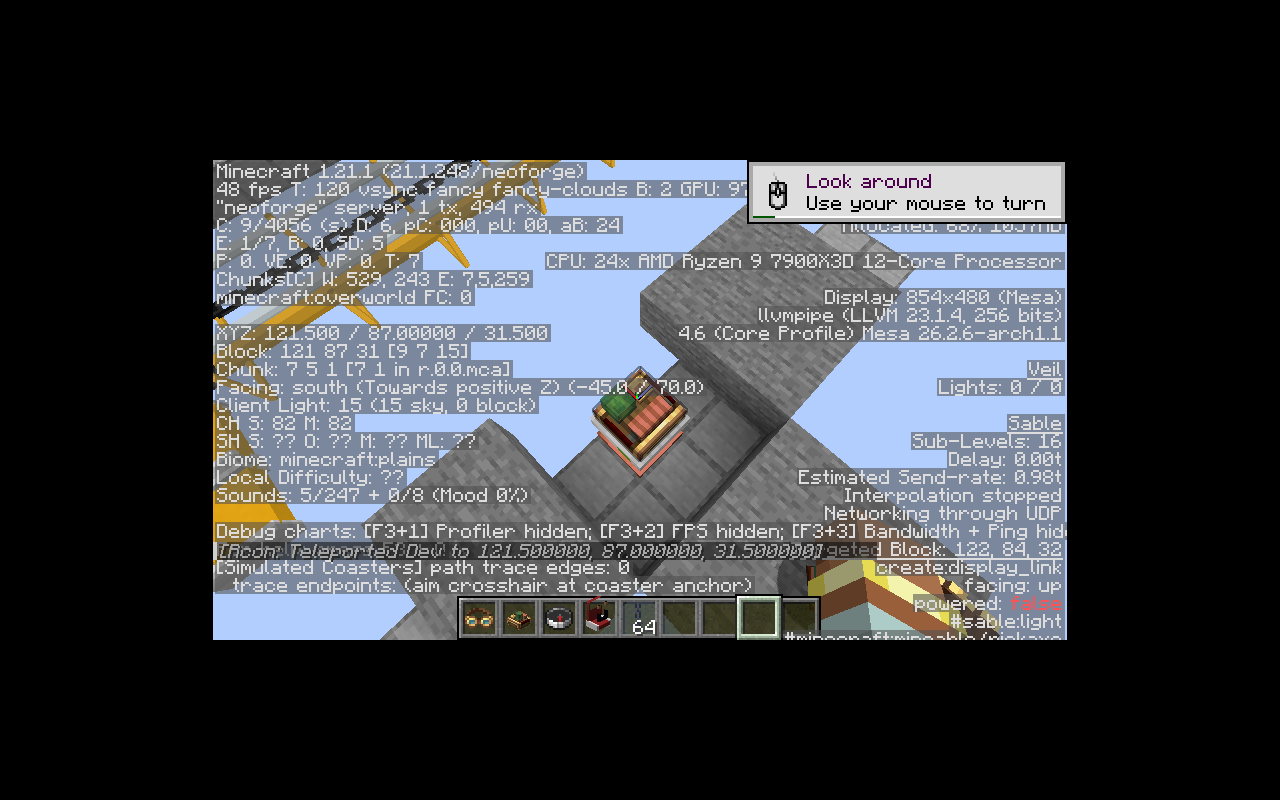 Minecraft 1.21.1 (21.1.248/neoforge)
48 fps T: 120 vsync fancy fancy-clouds B: 2 GPU: 97
"neoforge" server, 1 tx, 494 rx
C: 9/4056 (s) D: 6, pC: 000, pU: 00, aB: 24
E: 1/7, B: 0, SD: 5
P: 0. VE: 0. VP: 0. T: 7
Chunks[C] W: 529, 243 E: 7,5,259
minecraft:overworld FC: 0
XYZ: 121.500 / 87.00000 / 31.500
Block: 121 87 31 [9 7 15]
Chunk: 7 5 1 [7 1 in r.0.0.mca]
Facing: south (Towards positive Z) (-45.0 / 70.0)
Client Light: 15 (15 sky, 0 block)
CH S: 82 M: 82
SH S: ?? O: ?? M: ?? ML: ??
Biome: minecraft:plains
Local Difficulty: ??
Sounds: 5/247 + 0/8 (Mood 0%)
Debug charts: [F3+1] Profiler hidden; [F3+2] FPS hidden; [F3+3] Bandwidth + Ping hid
[Rcon: Teleported Dev to 121.500000, 87.000000, 31.500000]
[Simulated Coasters] path trace edges: 0
trace endpoints: (aim crosshair at coaster anchor)
Look around
Use your mouse to turn
Allocated: 68% 1037MB
CPU: 24x AMD Ryzen 9 7900X3D 12-Core Processor
Display: 854x480 (Mesa)
llvmpipe (LLVM 23.1.4, 256 bits)
4.6 (Core Profile) Mesa 26.2.6-arch1.1
Veil
Lights: 0 / 0
Sable
Sub-Levels: 16
Delay: 0.00t
Estimated Send-rate: 0.98t
Interpolation stopped
Networking through UDP
geted Block: 122, 84, 32
create:display_link
facing: up
powered: false
#sable:light
#minecraft:mineable/pickaxe
64